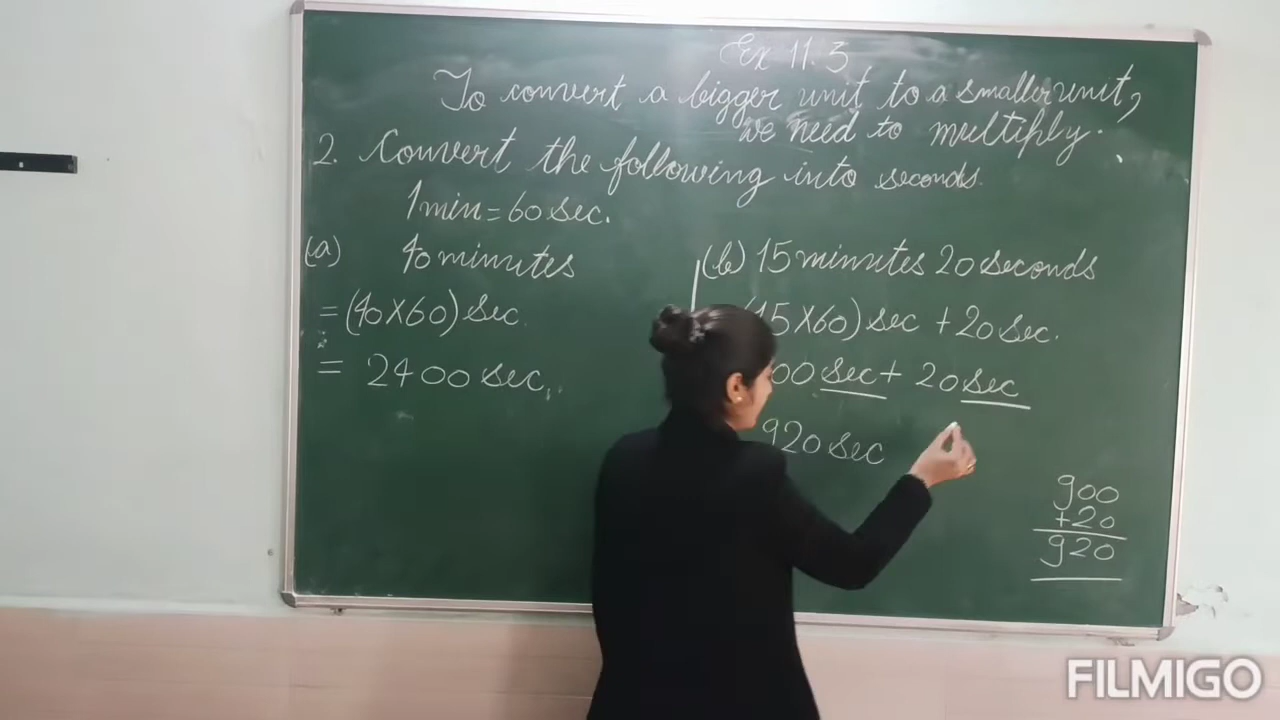 Ex 11.3
To convert a bigger unit to a smaller unit,
we need to multiply.
2. Convert the following into seconds.
1 min = 60 sec.
(a) 40 minutes
= (40 X 60) sec
= 2400 sec,
(b) 15 minutes 20 seconds
(15 X 60) sec + 20 sec.
00 sec + 20 sec
920 sec
900
+20
920
FILMIGO